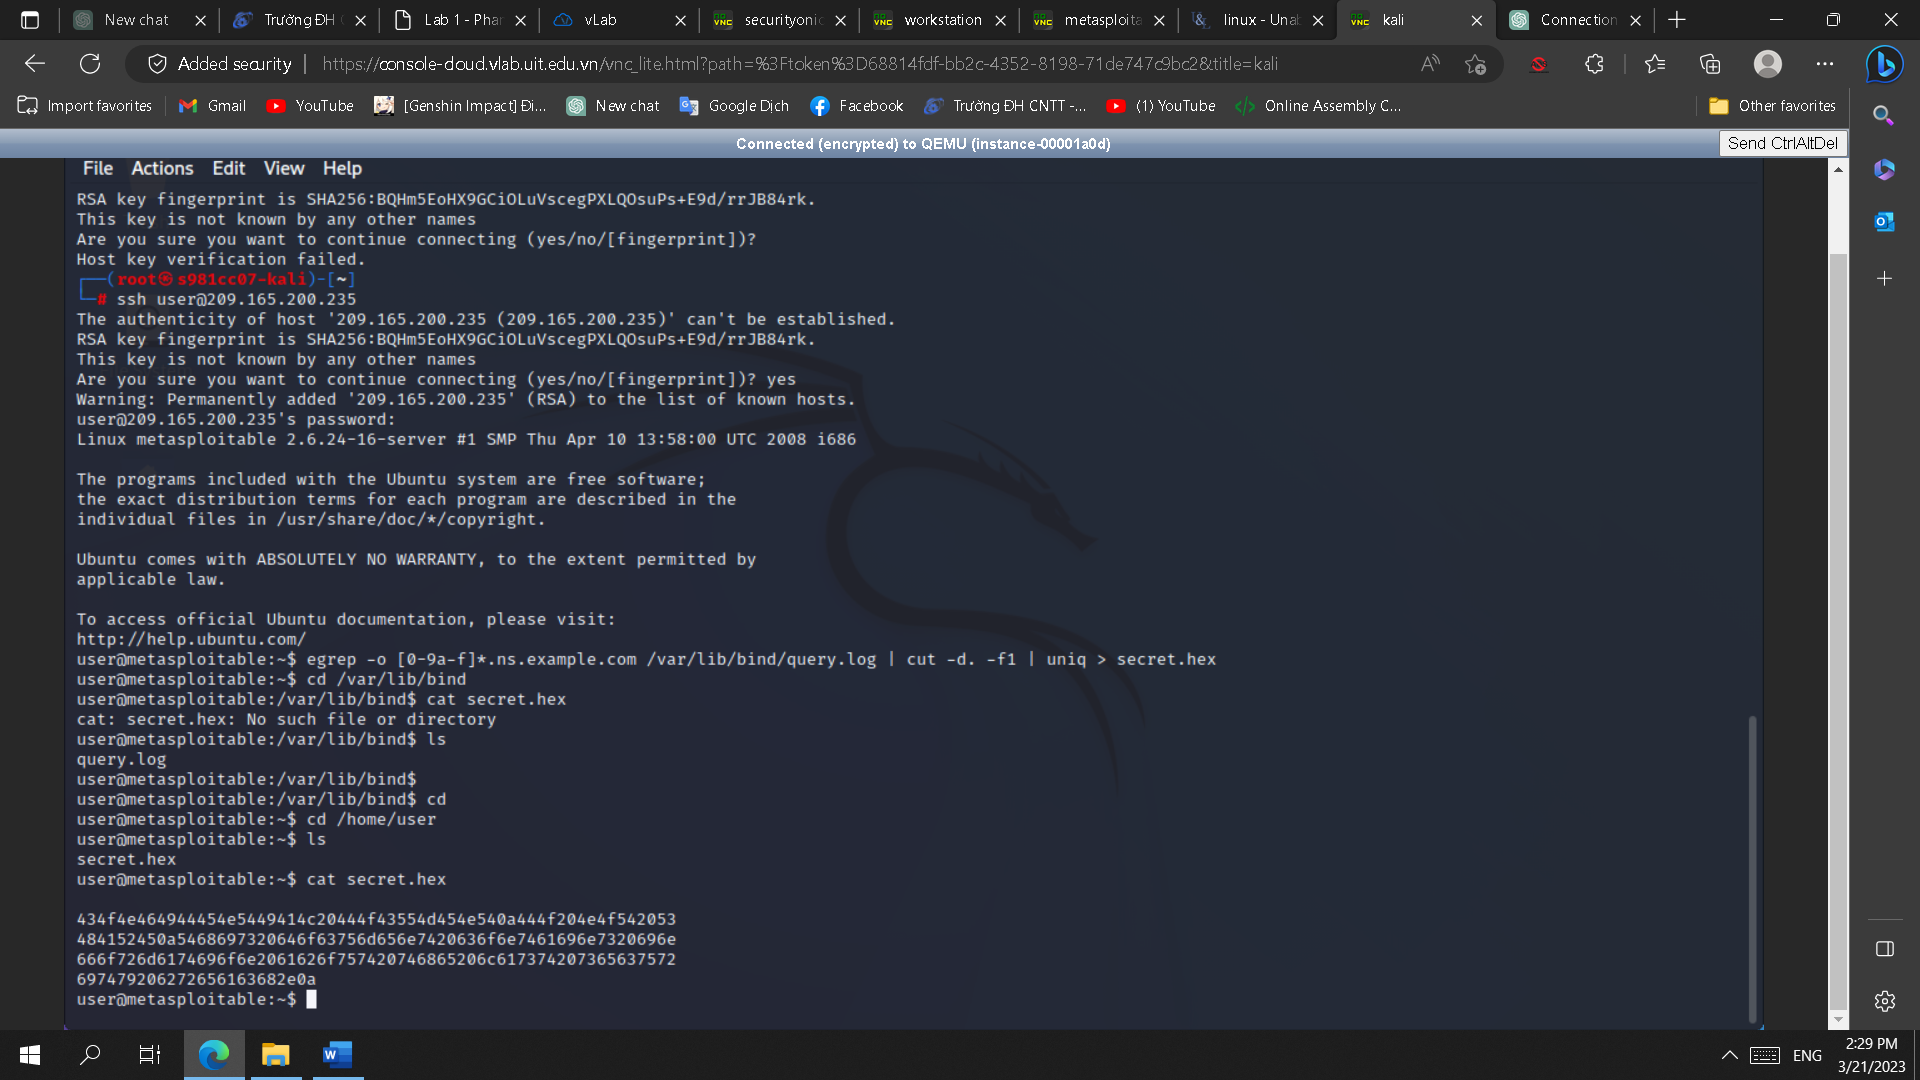 New chat
Trường ĐH (
Lab 1 - Phar
vLab
securityonic
workstation
metasploita
linux - Unal
kali
Connection
Added security
https://console-cloud.vlab.uit.edu.vn/vnc_lite.html?path=%3Ftoken%3D68814fdf-bb2c-4352-8198-71de747c9bc2&title=kali
Import favorites
Gmail
YouTube
[Genshin Impact] Đi...
New chat
Google Dịch
Facebook
Trường ĐH CNTT -...
(1) YouTube
Online Assembly C...
Other favorites
Connected (encrypted) to QEMU (instance-00001a0d)
Send CtrlAltDel
File Actions Edit View Help
RSA key fingerprint is SHA256:BQHm5EoHX9GCiOLuVscegPXLQOsuPs+E9d/rrJB84rk.
This key is not known by any other names
Are you sure you want to continue connecting (yes/no/[fingerprint])?
Host key verification failed.
┌──(root㉿s981cc07-kali)-[~]
└─# ssh user@209.165.200.235
The authenticity of host '209.165.200.235 (209.165.200.235)' can't be established.
RSA key fingerprint is SHA256:BQHm5EoHX9GCiOLuVscegPXLQOsuPs+E9d/rrJB84rk.
This key is not known by any other names
Are you sure you want to continue connecting (yes/no/[fingerprint])? yes
Warning: Permanently added '209.165.200.235' (RSA) to the list of known hosts.
user@209.165.200.235's password:
Linux metasploitable 2.6.24-16-server #1 SMP Thu Apr 10 13:58:00 UTC 2008 i686
The programs included with the Ubuntu system are free software;
the exact distribution terms for each program are described in the
individual files in /usr/share/doc/*/copyright.
Ubuntu comes with ABSOLUTELY NO WARRANTY, to the extent permitted by
applicable law.
To access official Ubuntu documentation, please visit:
http://help.ubuntu.com/
user@metasploitable:~$ egrep -o [0-9a-f]*.ns.example.com /var/lib/bind/query.log | cut -d. -f1 | uniq > secret.hex
user@metasploitable:~$ cd /var/lib/bind
user@metasploitable:/var/lib/bind$ cat secret.hex
cat: secret.hex: No such file or directory
user@metasploitable:/var/lib/bind$ ls
query.log
user@metasploitable:/var/lib/bind$
user@metasploitable:/var/lib/bind$ cd
user@metasploitable:~$ cd /home/user
user@metasploitable:~$ ls
secret.hex
user@metasploitable:~$ cat secret.hex
434f4e464944454e5449414c20444f43554d454e540a444f204e4f542053
484152450a5468697320646f63756d656e7420636f6e7461696e7320696e
666f726d6174696f6e2061626f757420746865206c617374207365637572
697479206272656163682e0a
user@metasploitable:~$
ENG
2:29 PM
3/21/2023